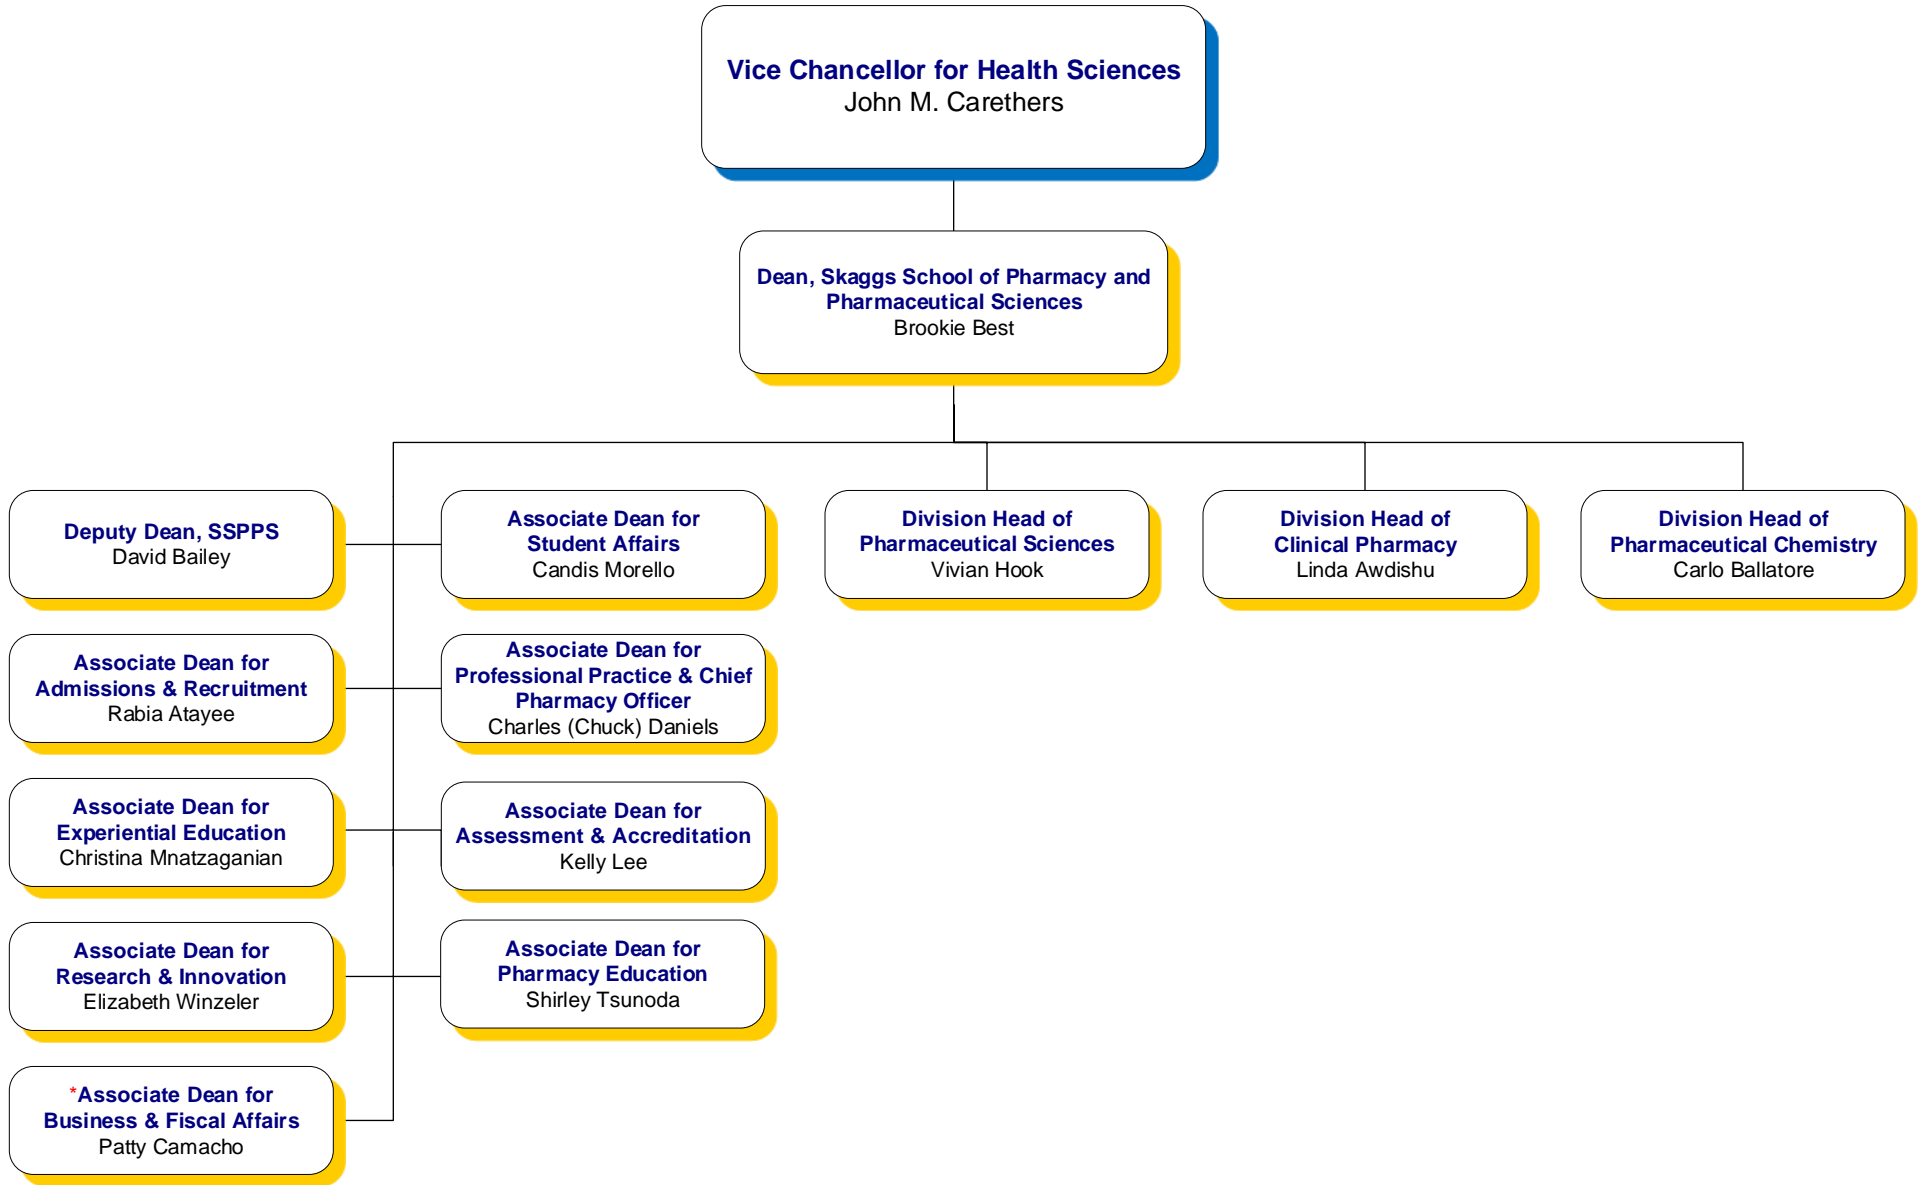 Vice Chancellor for Health Sciences
John M. Carethers
Dean, Skaggs School of Pharmacy and
Pharmaceutical Sciences
Brookie Best
Deputy Dean, SSPPS
David Bailey
Associate Dean for
Student Affairs
Candis Morello
Division Head of
Pharmaceutical Sciences
Vivian Hook
Division Head of
Clinical Pharmacy
Linda Awdishu
Division Head of
Pharmaceutical Chemistry
Carlo Ballatore
Associate Dean for
Admissions & Recruitment
Rabia Atayee
Associate Dean for
Professional Practice & Chief
Pharmacy Officer
Charles (Chuck) Daniels
Associate Dean for
Experiential Education
Christina Mnatzaganian
Associate Dean for
Assessment & Accreditation
Kelly Lee
Associate Dean for
Research & Innovation
Elizabeth Winzeler
Associate Dean for
Pharmacy Education
Shirley Tsunoda
*Associate Dean for
Business & Fiscal Affairs
Patty Camacho